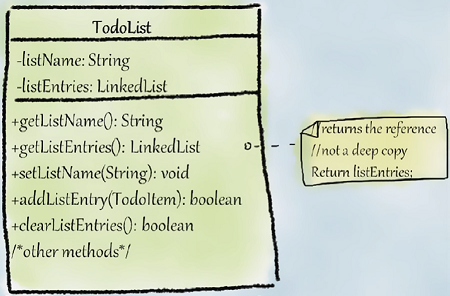 TodoList
-listName: String
-listEntries: LinkedList
+getListName(): String
+getListEntries(): LinkedList
+setListName(String): void
+addListEntry(TodoItem): boolean
+clearListEntries(): boolean
/*other methods*/
//returns the reference
//not a deep copy
Return listEntries;